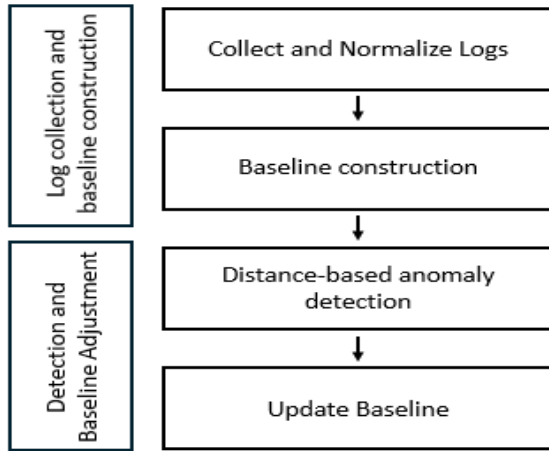 Log collection and
baseline construction
Collect and Normalize Logs
Baseline construction
Detection and
Baseline Adjustment
Distance-based anomaly
detection
Update Baseline